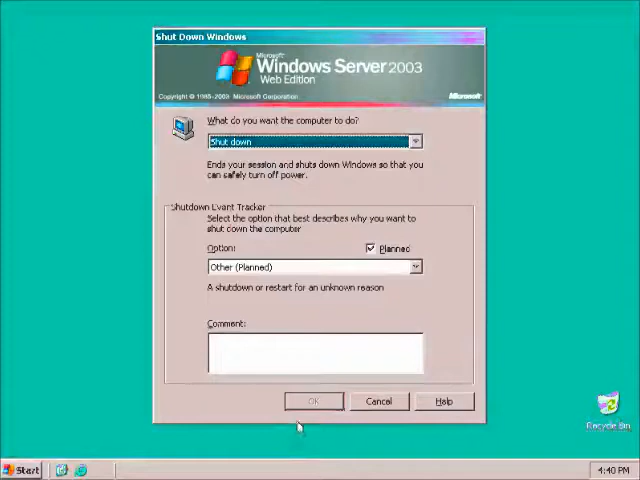 Shut Down Windows
Microsoft
Windows Server 2003
Web Edition
Copyright © 1985-2003 Microsoft Corporation
Microsoft
What do you want the computer to do?
Shut down
Ends your session and shuts down Windows so that you
can safely turn off power.
Shutdown Event Tracker
Select the option that best describes why you want to
shut down the computer
Option:
Planned
Other (Planned)
A shutdown or restart for an unknown reason
Comment:
OK
Cancel
Help
Recycle Bin
Start
4:40 PM